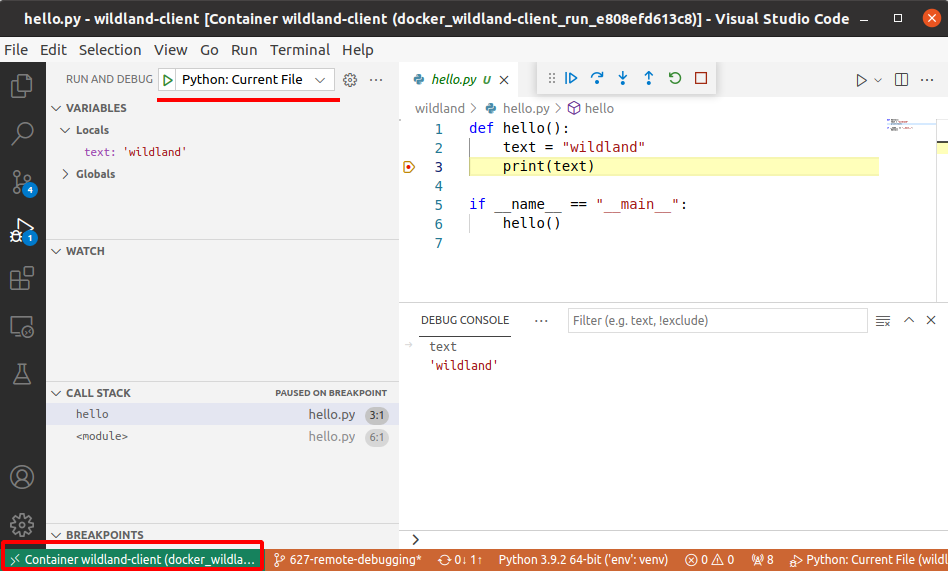 hello.py - wildland-client [Container wildland-client (docker_wildland-client_run_e808efd613c8)] - Visual Studio Code
File Edit Selection View Go Run Terminal Help
RUN AND DEBUG Python: Current File
VARIABLES
Locals
text: 'wildland'
Globals
WATCH
CALL STACK PAUSED ON BREAKPOINT
hello hello.py 3:1
<module> hello.py 6:1
BREAKPOINTS
4
1
hello.py U
wildland > hello.py > hello
1 def hello():
2 text = "wildland"
3 print(text)
4
5 if __name__ == "__main__":
6 hello()
7
DEBUG CONSOLE Filter (e.g. text, !exclude)
text
'wildland'
Container wildland-client (docker_wildla... 627-remote-debugging* 0↓ 1↑ Python 3.9.2 64-bit ('env': venv) 0 0 8 Python: Current File (wildl